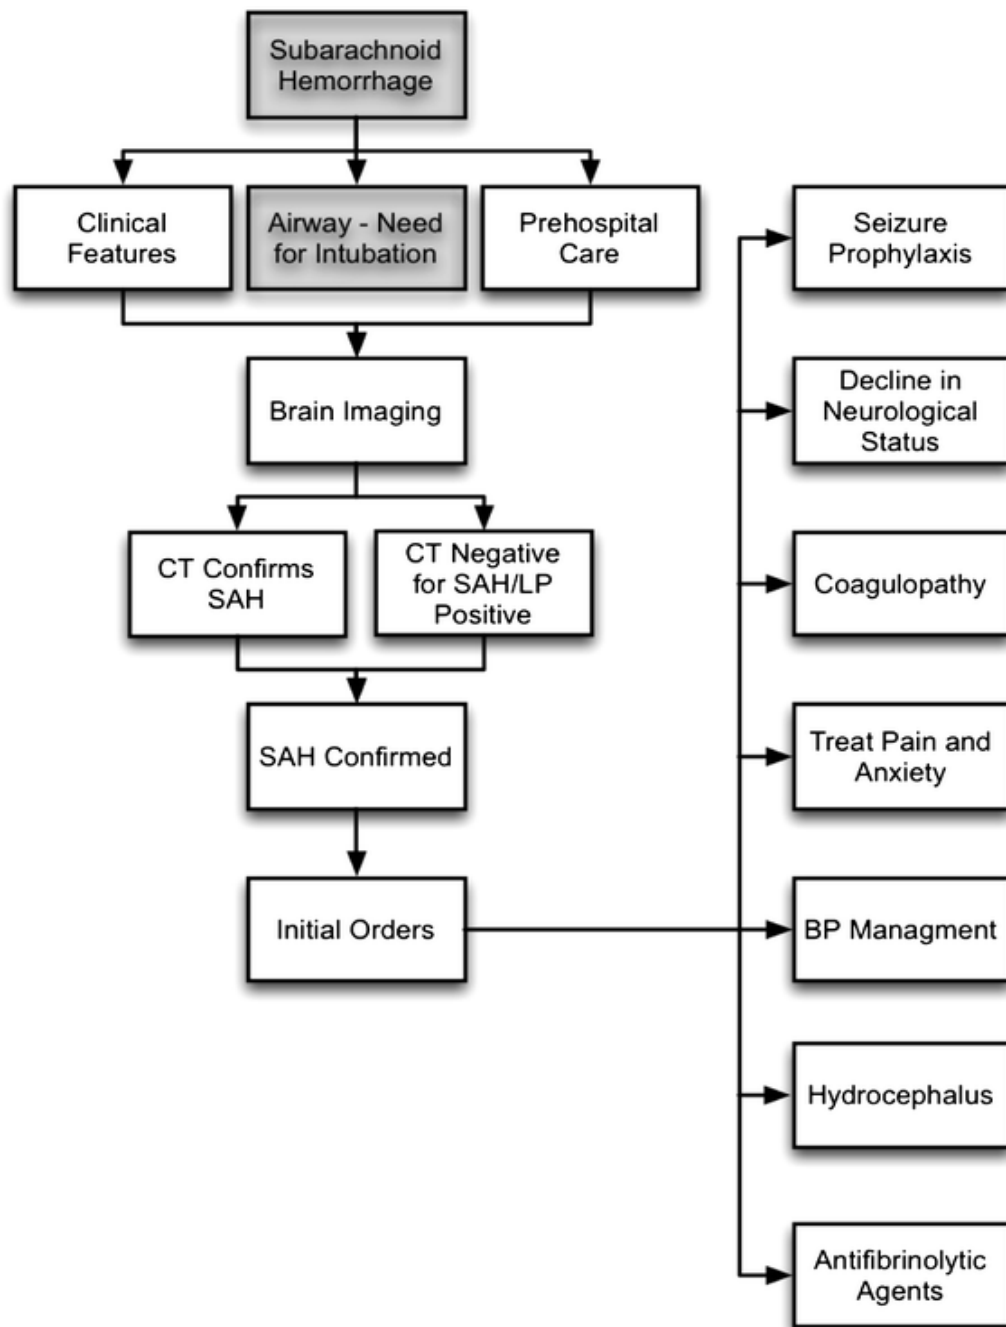 Subarachnoid
Hemorrhage
Clinical
Features
Airway - Need
for Intubation
Prehospital
Care
Brain Imaging
CT Confirms
SAH
CT Negative
for SAH/LP
Positive
SAH Confirmed
Initial Orders
Seizure
Prophylaxis
Decline in
Neurological
Status
Coagulopathy
Treat Pain and
Anxiety
BP Managment
Hydrocephalus
Antifibrinolytic
Agents